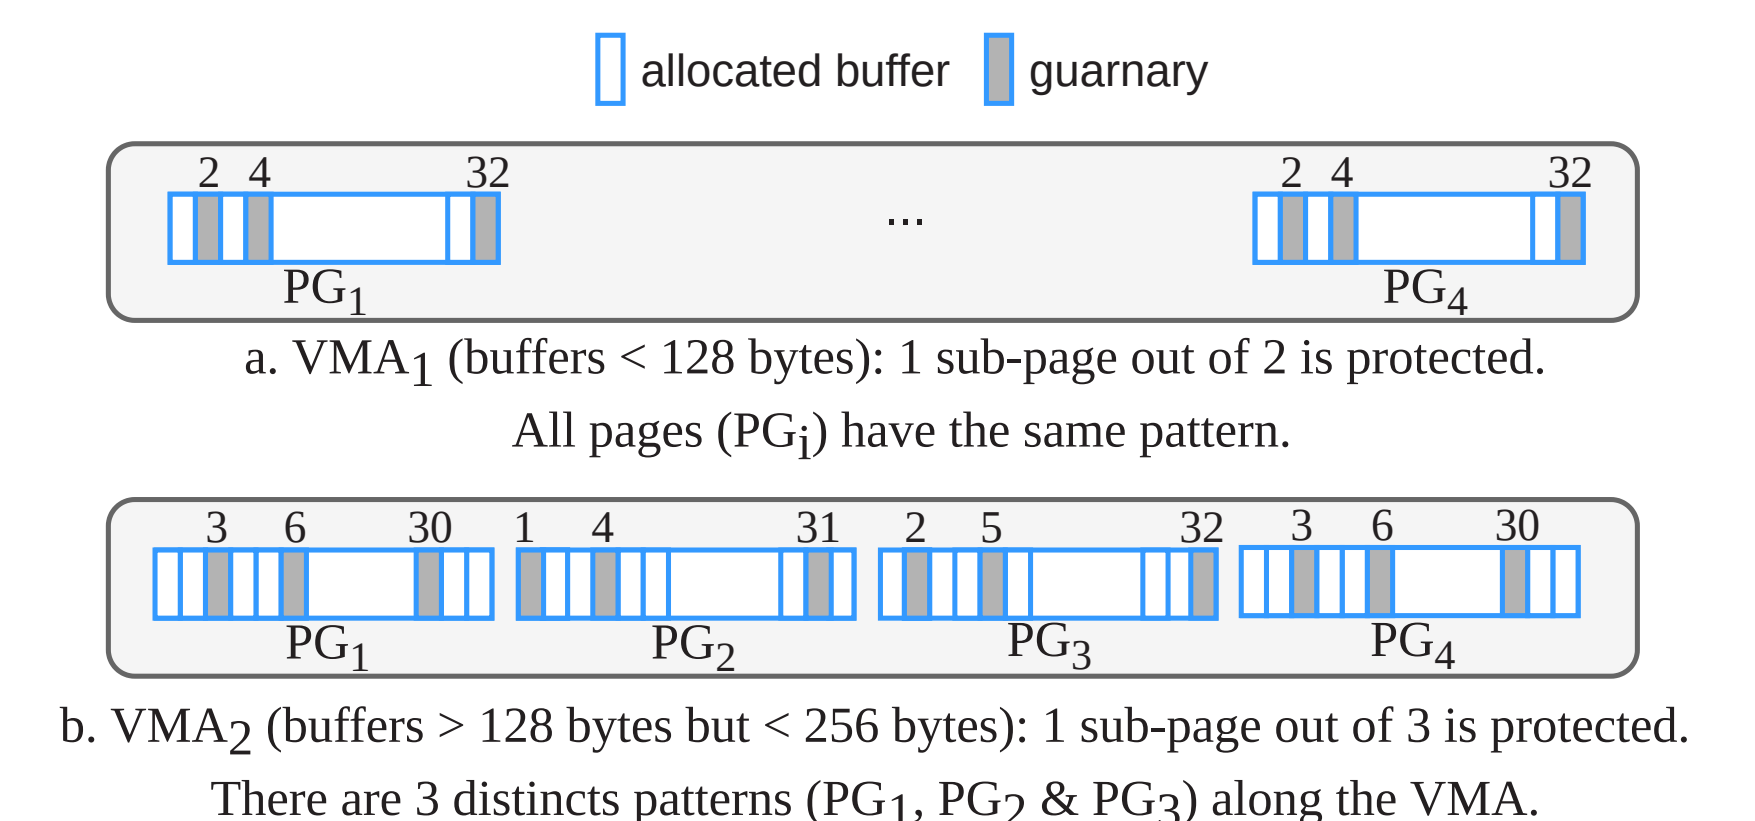 allocated buffer guarnary
2 4 32 ... 2 4 32
PG1 PG4
a. VMA1 (buffers < 128 bytes): 1 sub-page out of 2 is protected.
All pages (PGi) have the same pattern.
3 6 30 1 4 31 2 5 32 3 6 30
PG1 PG2 PG3 PG4
b. VMA2 (buffers > 128 bytes but < 256 bytes): 1 sub-page out of 3 is protected.
There are 3 distincts patterns (PG1, PG2 & PG3) along the VMA.